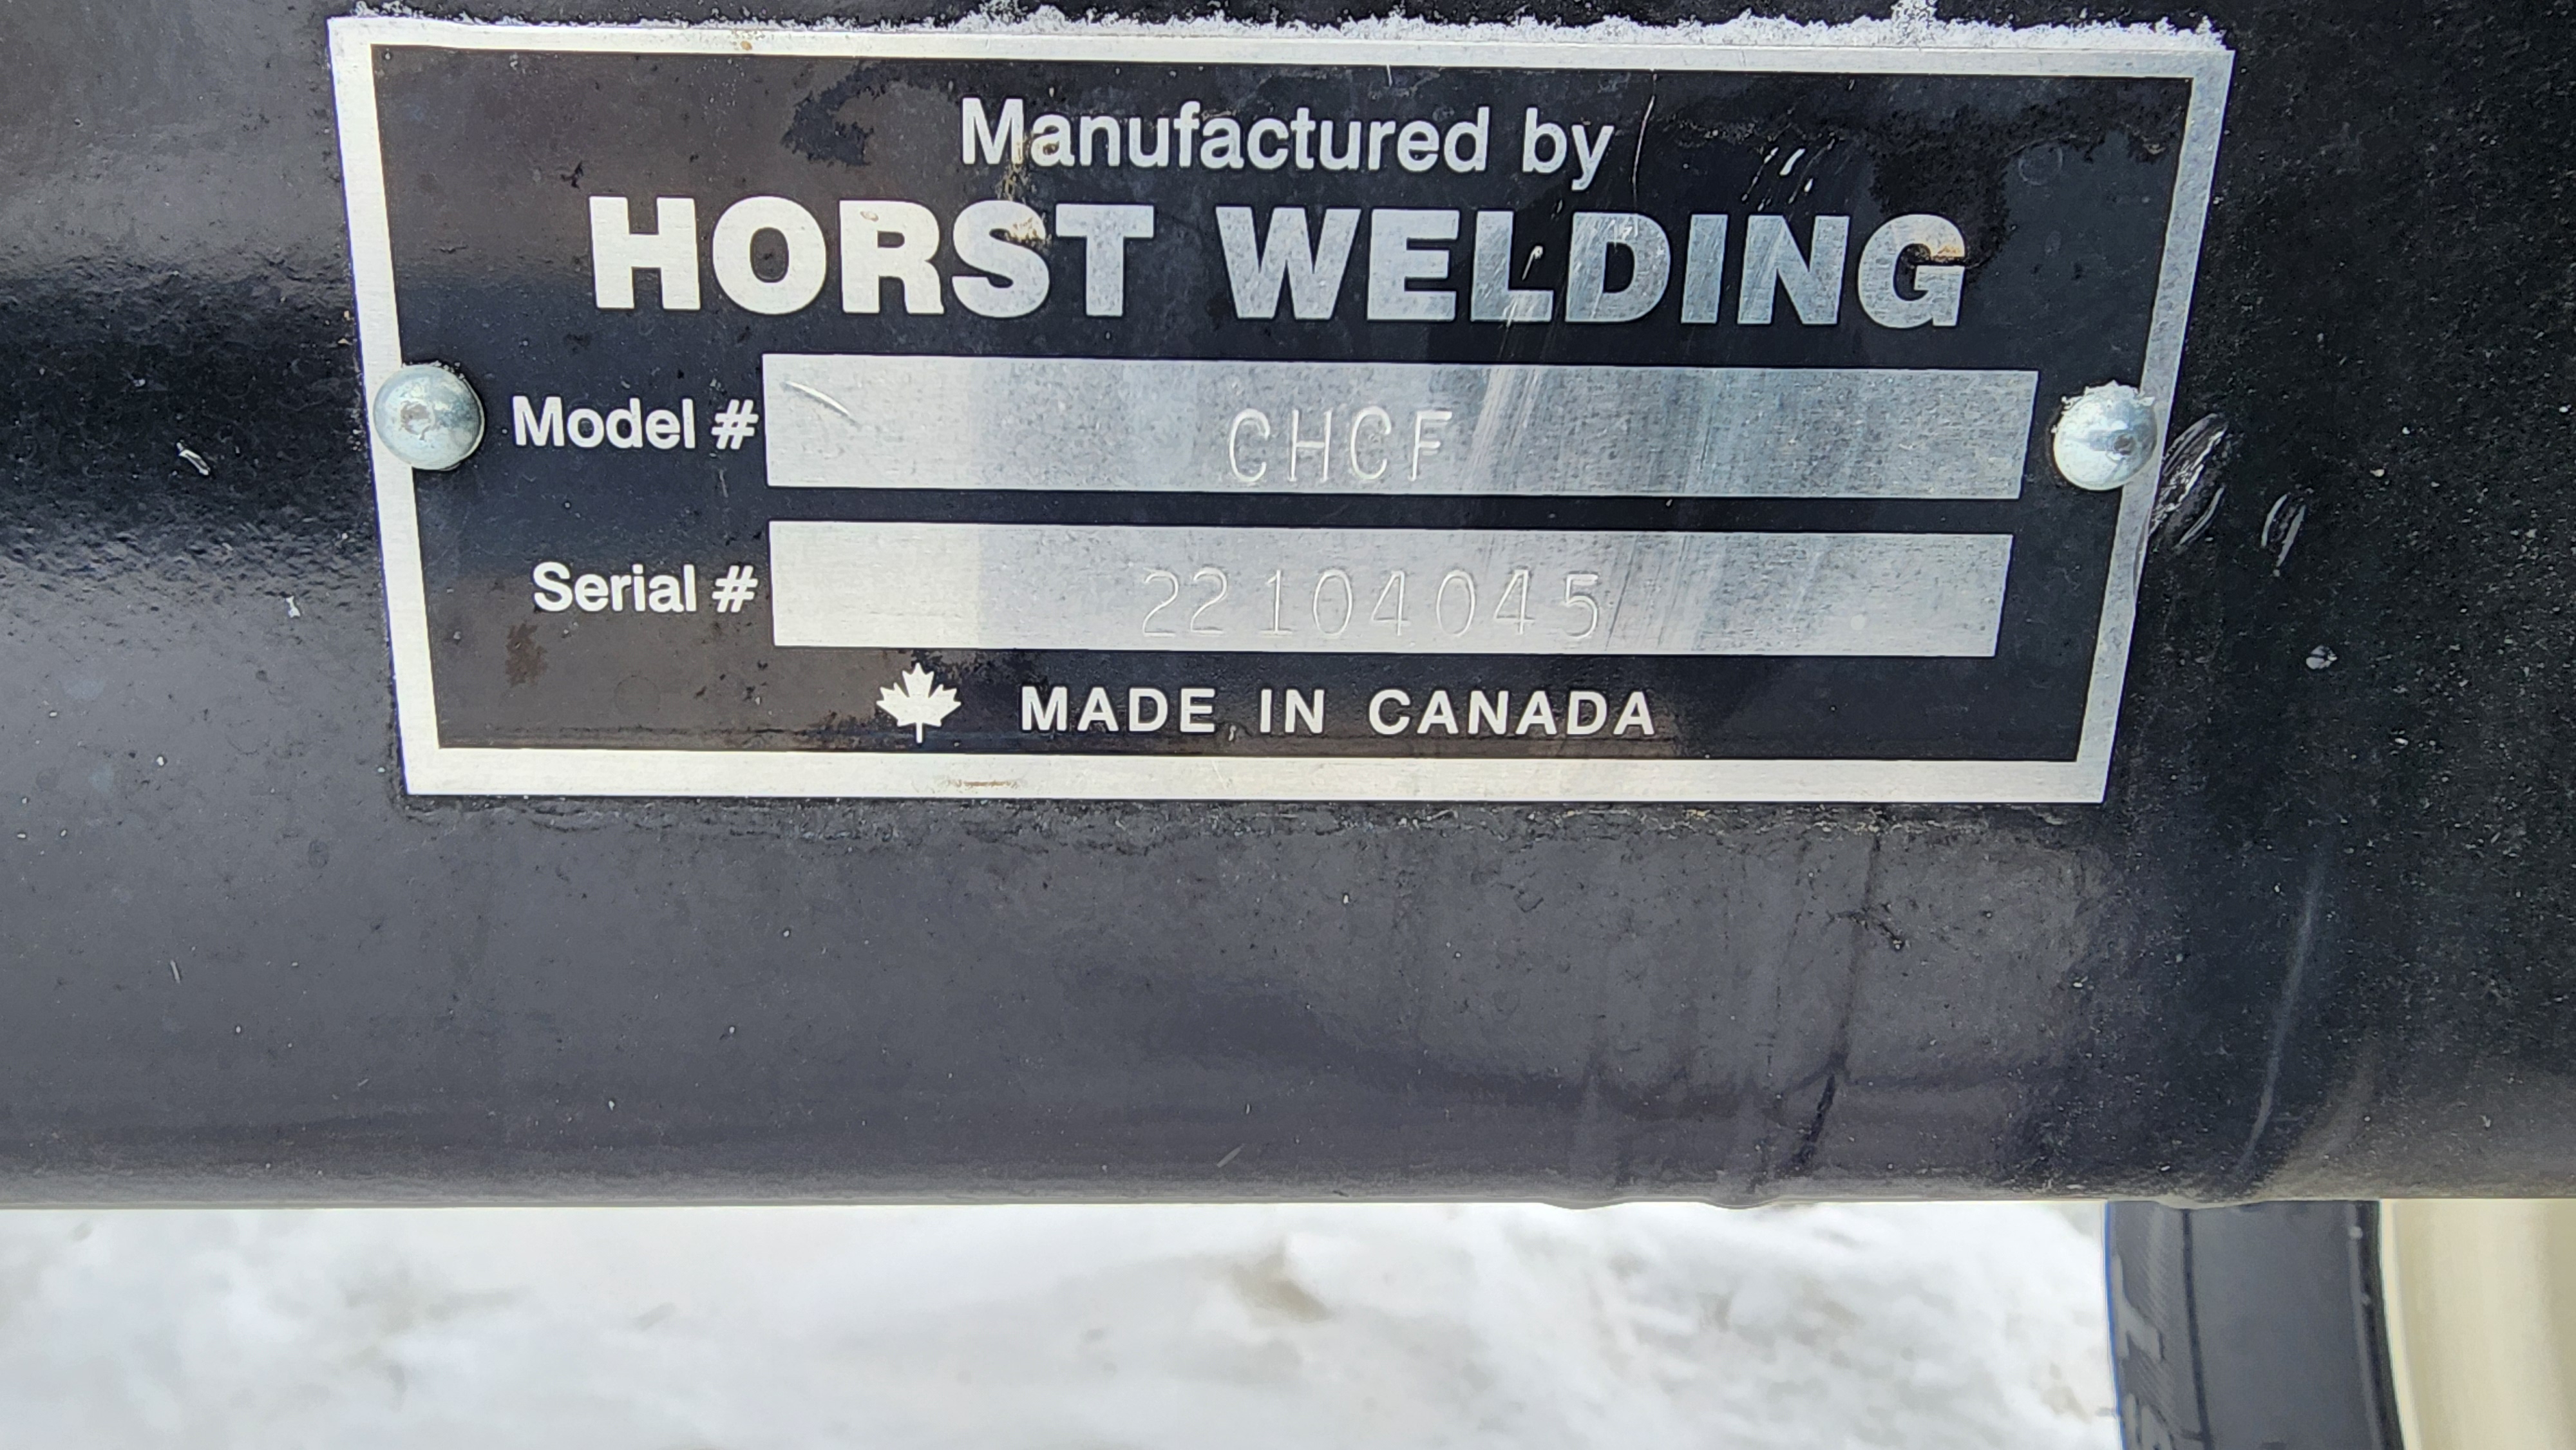 Manufactured by
HORST WELDING
Model # CHCF
Serial # 22104045
MADE IN CANADA